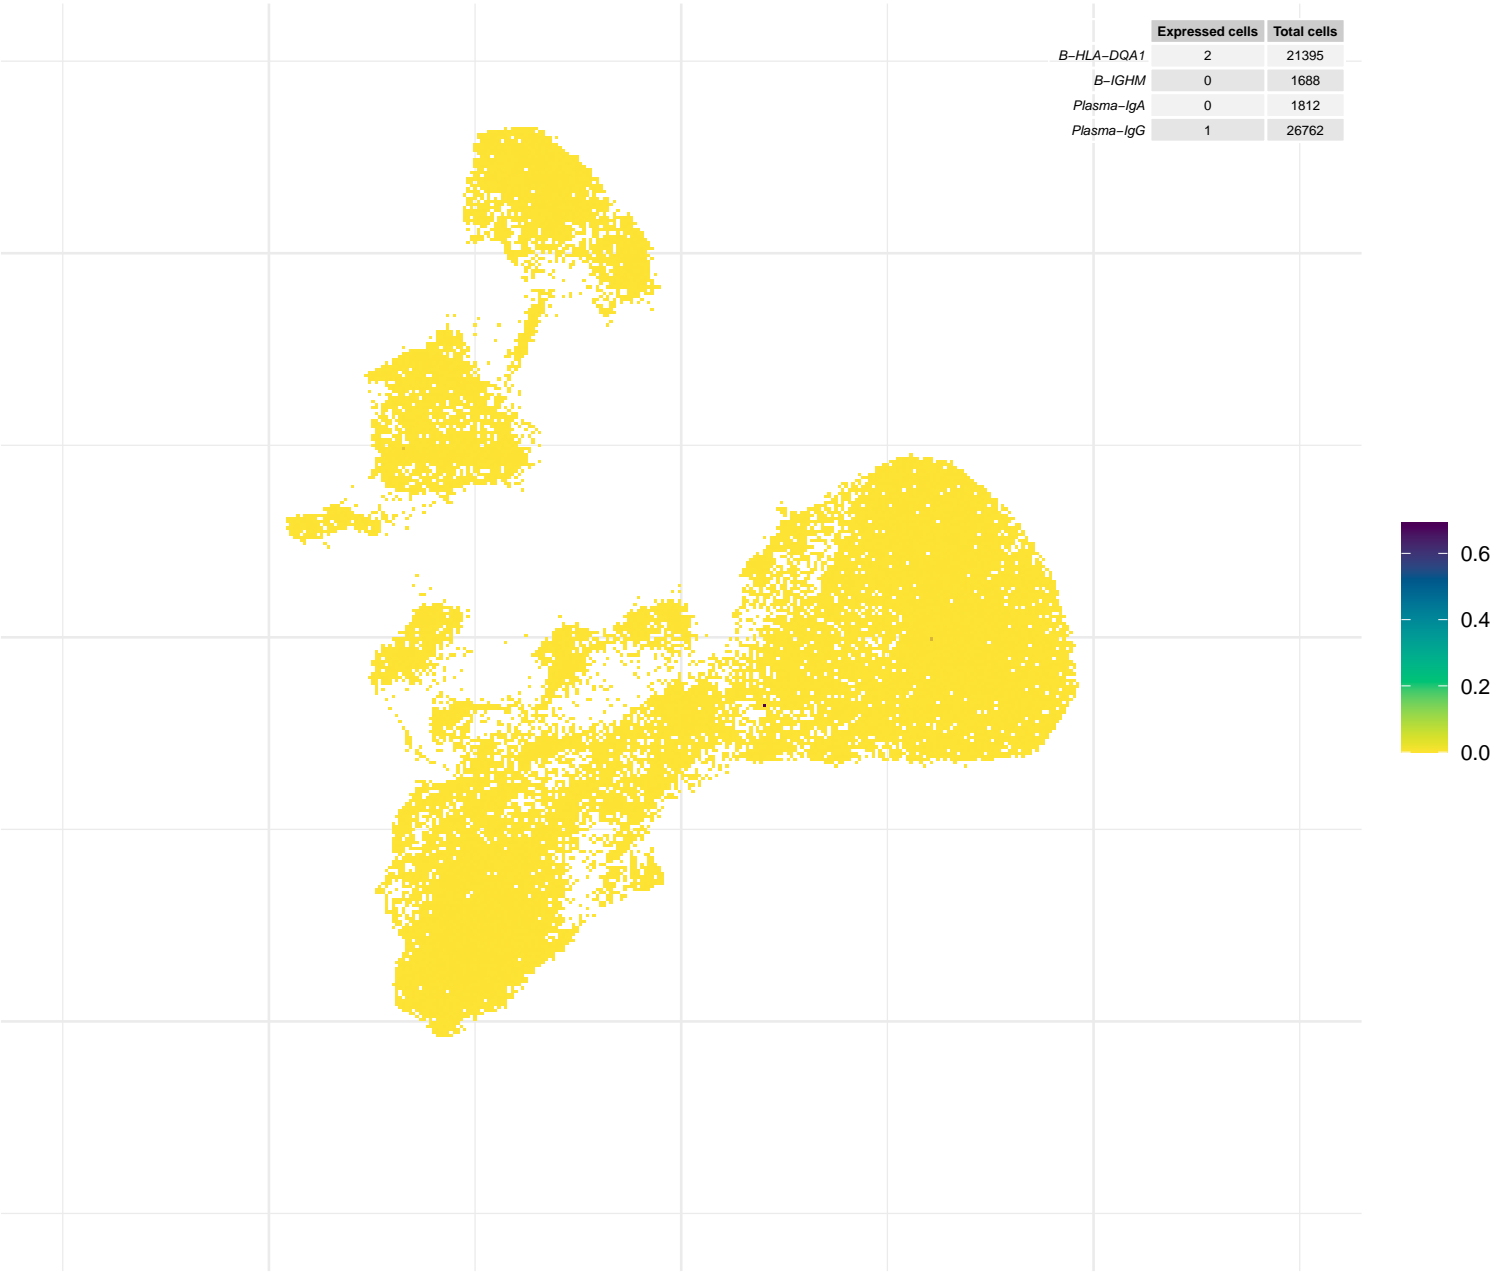 Expressed cells Total cells
B−HLA−DQA1 2 21395
B−IGHM 0 1688
Plasma−IgA 0 1812
Plasma−IgG 1 26762
0.6
0.4
0.2
0.0